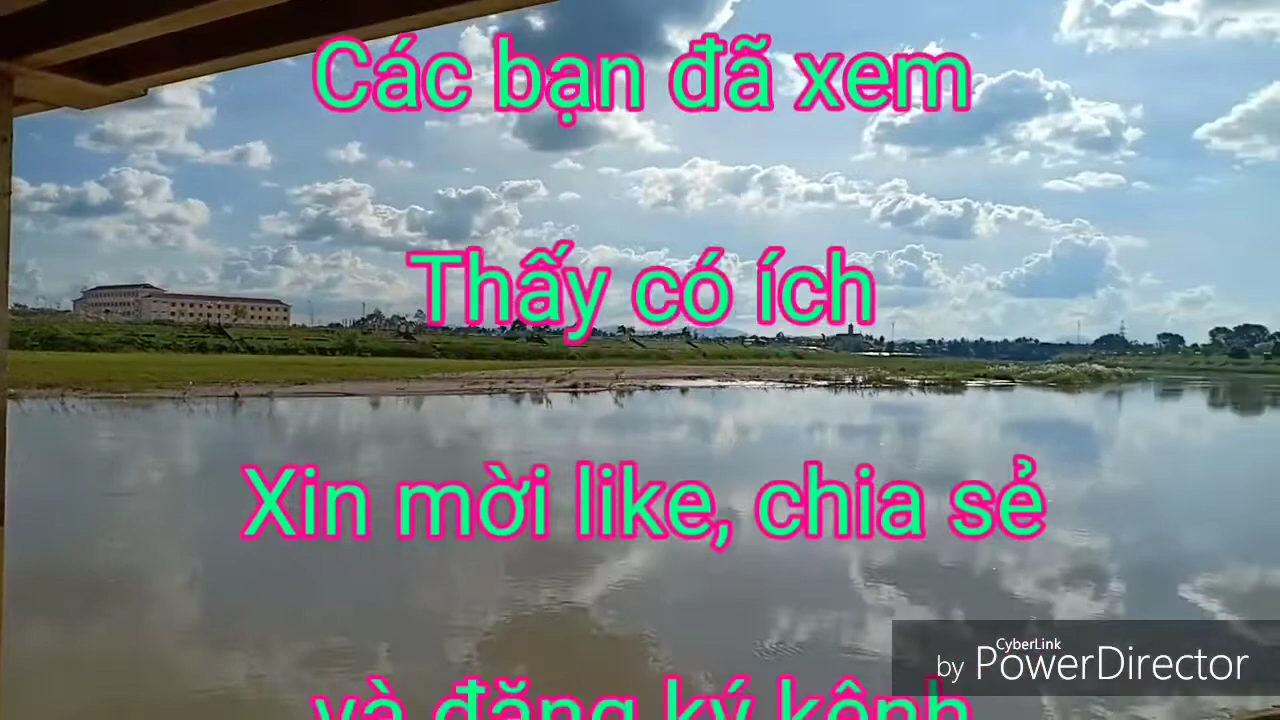 Các bạn đã xem
Thấy có ích
Xin mời like, chia sẻ
và đăng ký kênh
CyberLink
by PowerDirector